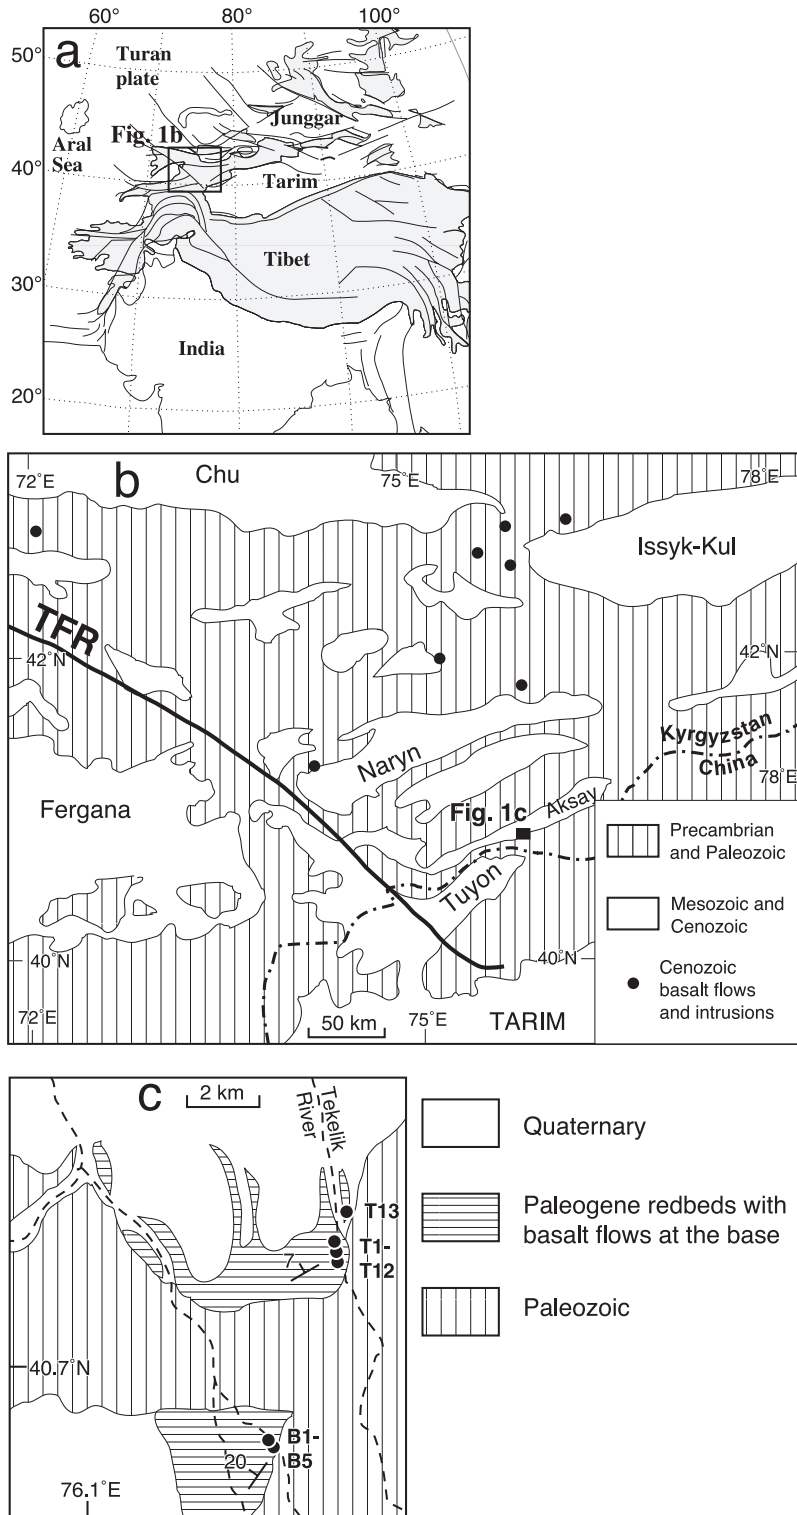 60° 80° 100°
a
50°
Turan
plate
Junggar
Fig. 1b
Aral
Sea
40°
Tarim
Tibet
30°
India
20°
72˚E
b
Chu
75˚E
78˚E
Issyk-Kul
TFR
42˚N
42˚N
Kyrgyzstan
China
78˚E
Naryn
Fergana
Fig. 1c
Aksay
Tuyon
40˚N
40˚N
72˚E
50 km
75˚E
TARIM
Precambrian
and Paleozoic
Mesozoic and
Cenozoic
Cenozoic
basalt flows
and intrusions
c
2 km
Tekelik
River
T13
T1-
T12
7
40.7˚N
B1-
B5
20
76.1˚E
Quaternary
Paleogene redbeds with
basalt flows at the base
Paleozoic